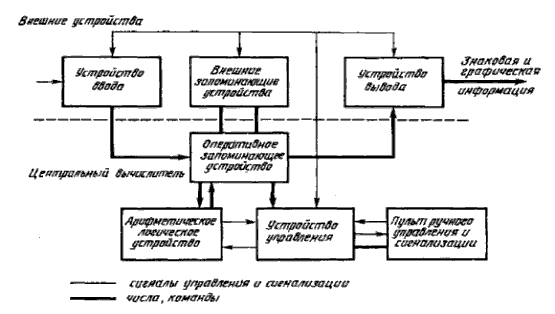 Внешние устройства
Устройство
ввода
Внешние
запоминающие
устройства
Устройство
вывода
Знаковая и
графическая
информация
Оперативное
запоминающее
устройство
Центральный вычислитель
Арифметическое
логическое
устройство
Устройство
управления
Пульт ручного
управления и
сигнализации
сигналы управления и сигнализации
числа, команды